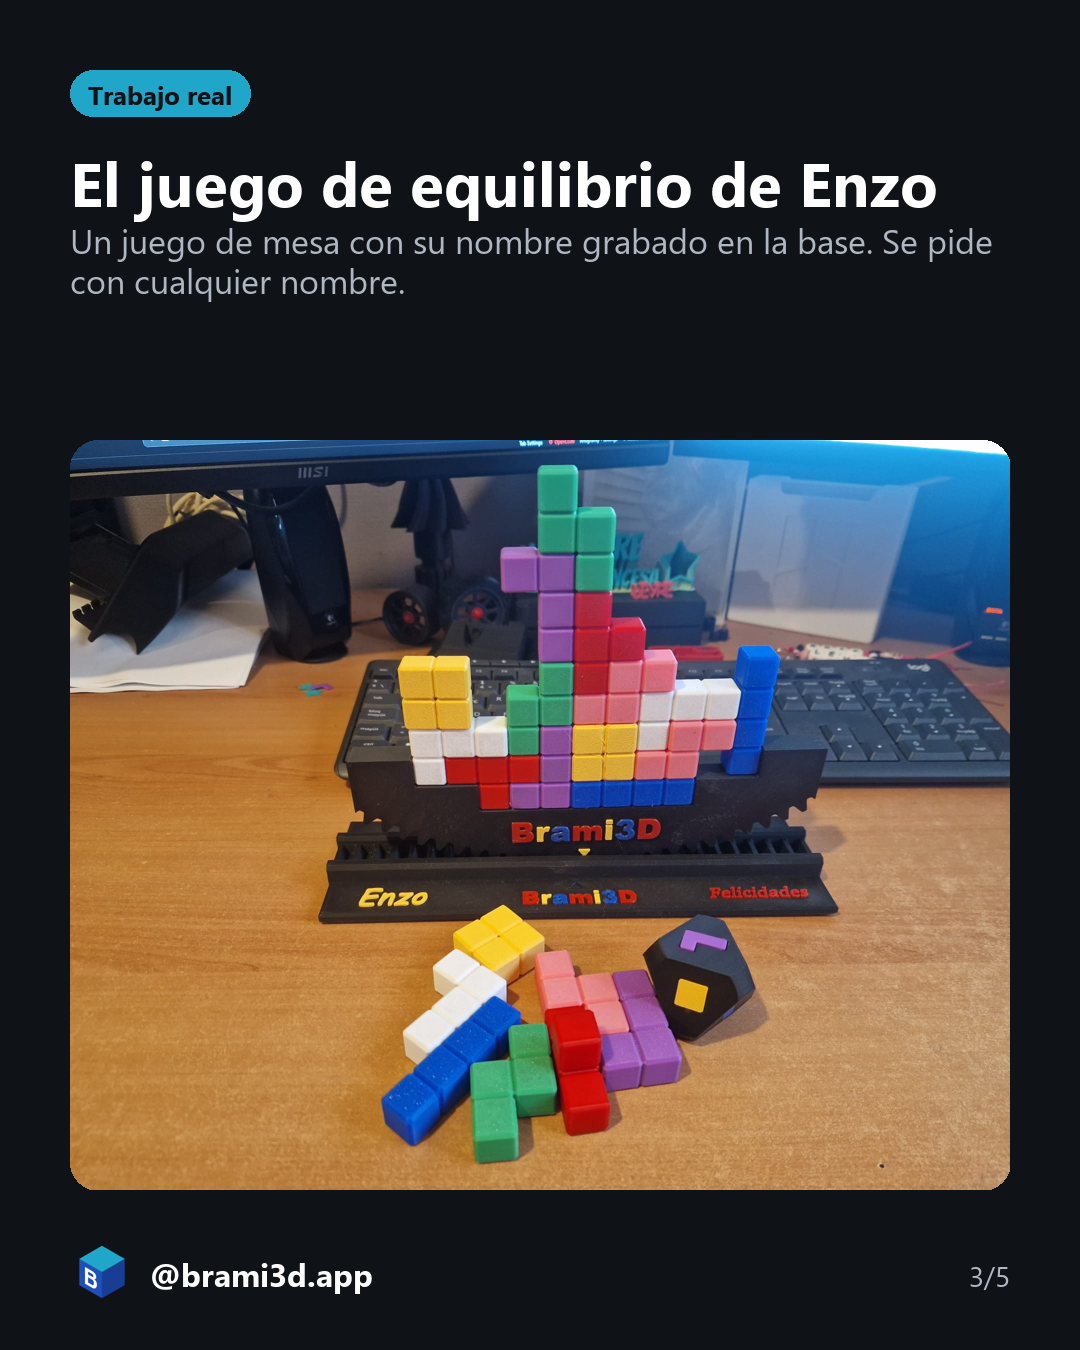 Trabajo real
El juego de equilibrio de Enzo
Un juego de mesa con su nombre grabado en la base. Se pide
con cualquier nombre.
msi
logi
Brami3D
Enzo
Brami3D
Felicidades
B
@brami3d.app
3/5